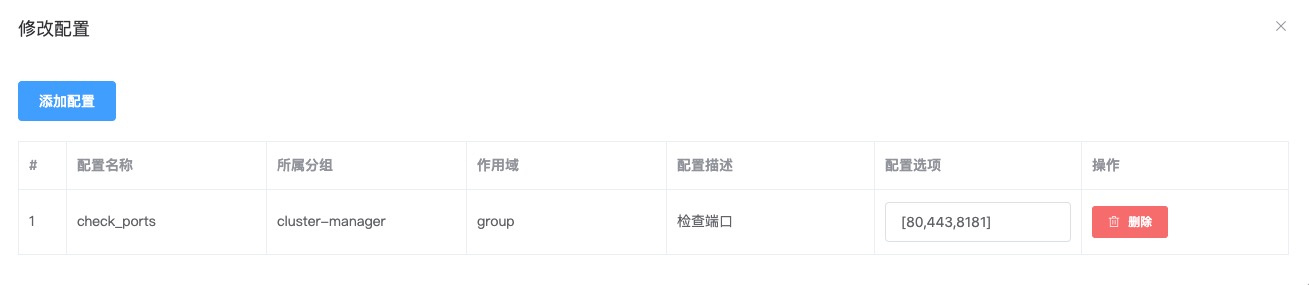 修改配置
添加配置
# 配置名称 所属分组 作用域 配置描述 配置选项 操作
1 check_ports cluster-manager group 检查端口 [80,443,8181] 删除